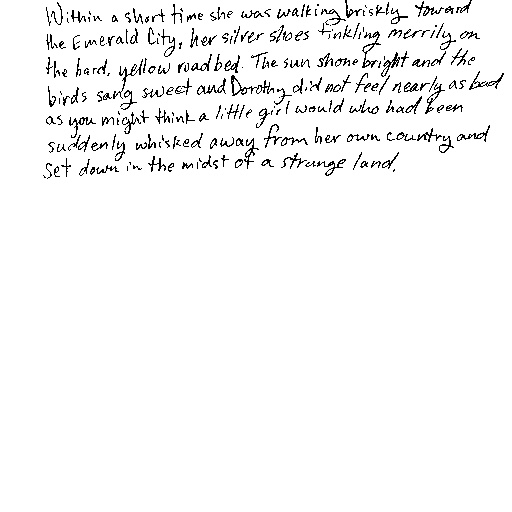 Within a short time she was walking briskly toward
the Emerald City, her silver shoes tinkling merrily on
the hard, yellow roadbed. The sun shone bright and the
birds sang sweet and Dorothy did not feel nearly as bad
as you might think a little girl would who had been
suddenly whisked away from her own country and
set down in the midst of a strange land.